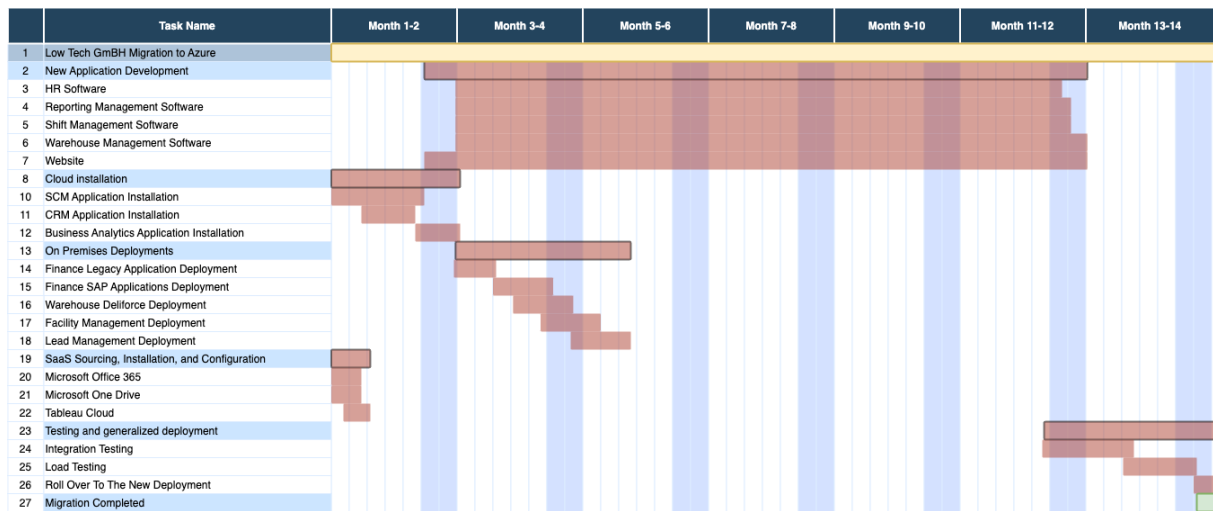 Task Name Month 1-2 Month 3-4 Month 5-6 Month 7-8 Month 9-10 Month 11-12 Month 13-14
1 Low Tech GmBH Migration to Azure
2 New Application Development
3 HR Software
4 Reporting Management Software
5 Shift Management Software
6 Warehouse Management Software
7 Website
8 Cloud installation
10 SCM Application Installation
11 CRM Application Installation
12 Business Analytics Application Installation
13 On Premises Deployments
14 Finance Legacy Application Deployment
15 Finance SAP Applications Deployment
16 Warehouse Deliforce Deployment
17 Facility Management Deployment
18 Lead Management Deployment
19 SaaS Sourcing, Installation, and Configuration
20 Microsoft Office 365
21 Microsoft One Drive
22 Tableau Cloud
23 Testing and generalized deployment
24 Integration Testing
25 Load Testing
26 Roll Over To The New Deployment
27 Migration Completed